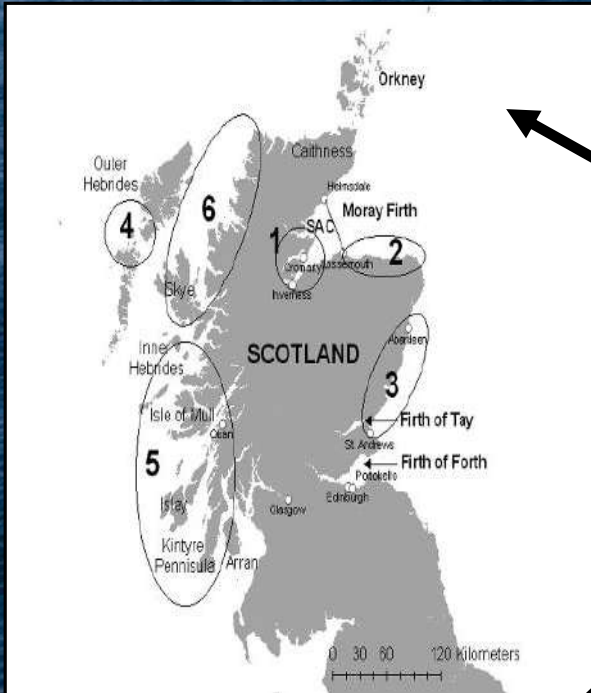 Orkney
Caithness
Outer
Hebrides
Helmsdale
6
Moray Firth
4
SAC
1
2
Cromarty
Lossiemouth
Skye
Inverness
Aberdeen
Inne
Hebrides
SCOTLAND
3
Isle of Mull
Firth of Tay
Oban
St. Andrews
5
Firth of Forth
Edinburgh
Glasgow
Islay
Kintyre
Pennisula
Arran
0 30 60 120 Kilometers